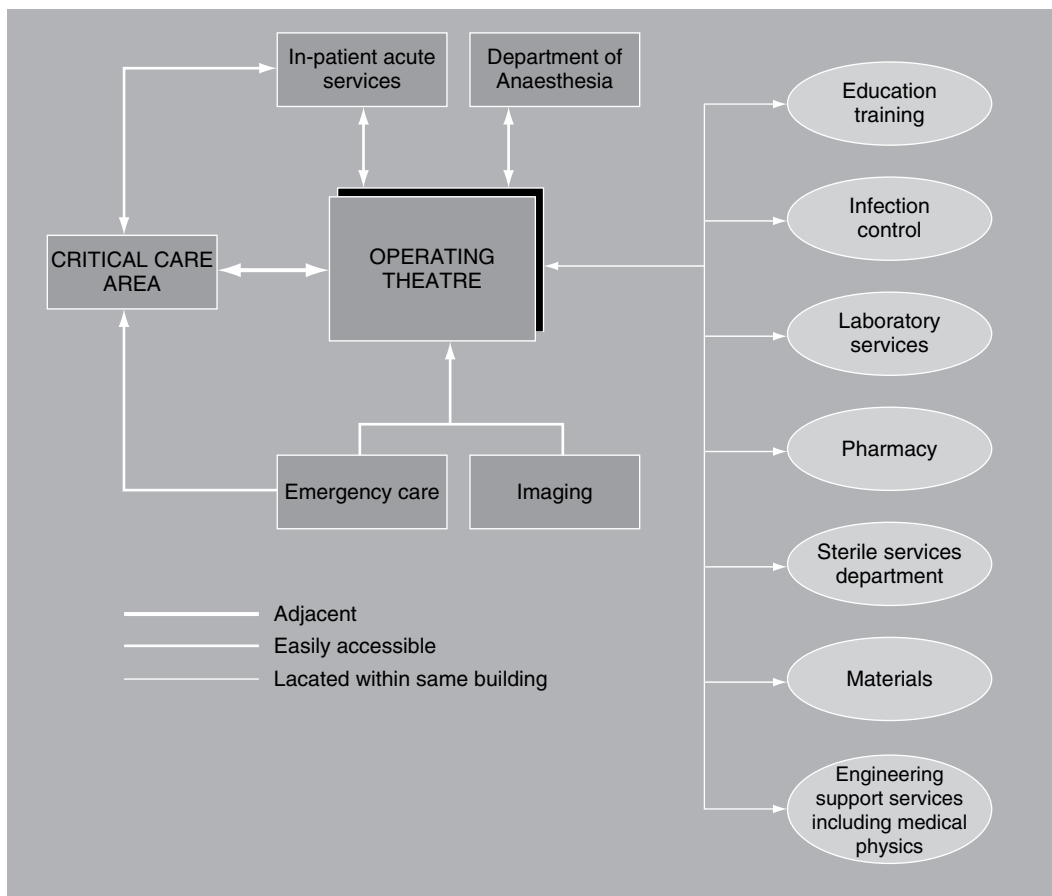 In-patient acute
services
Department of
Anaesthesia
CRITICAL CARE
AREA
OPERATING
THEATRE
Emergency care
Imaging
Adjacent
Easily accessible
Lacated within same building
Education
training
Infection
control
Laboratory
services
Pharmacy
Sterile services
department
Materials
Engineering
support services
including medical
physics